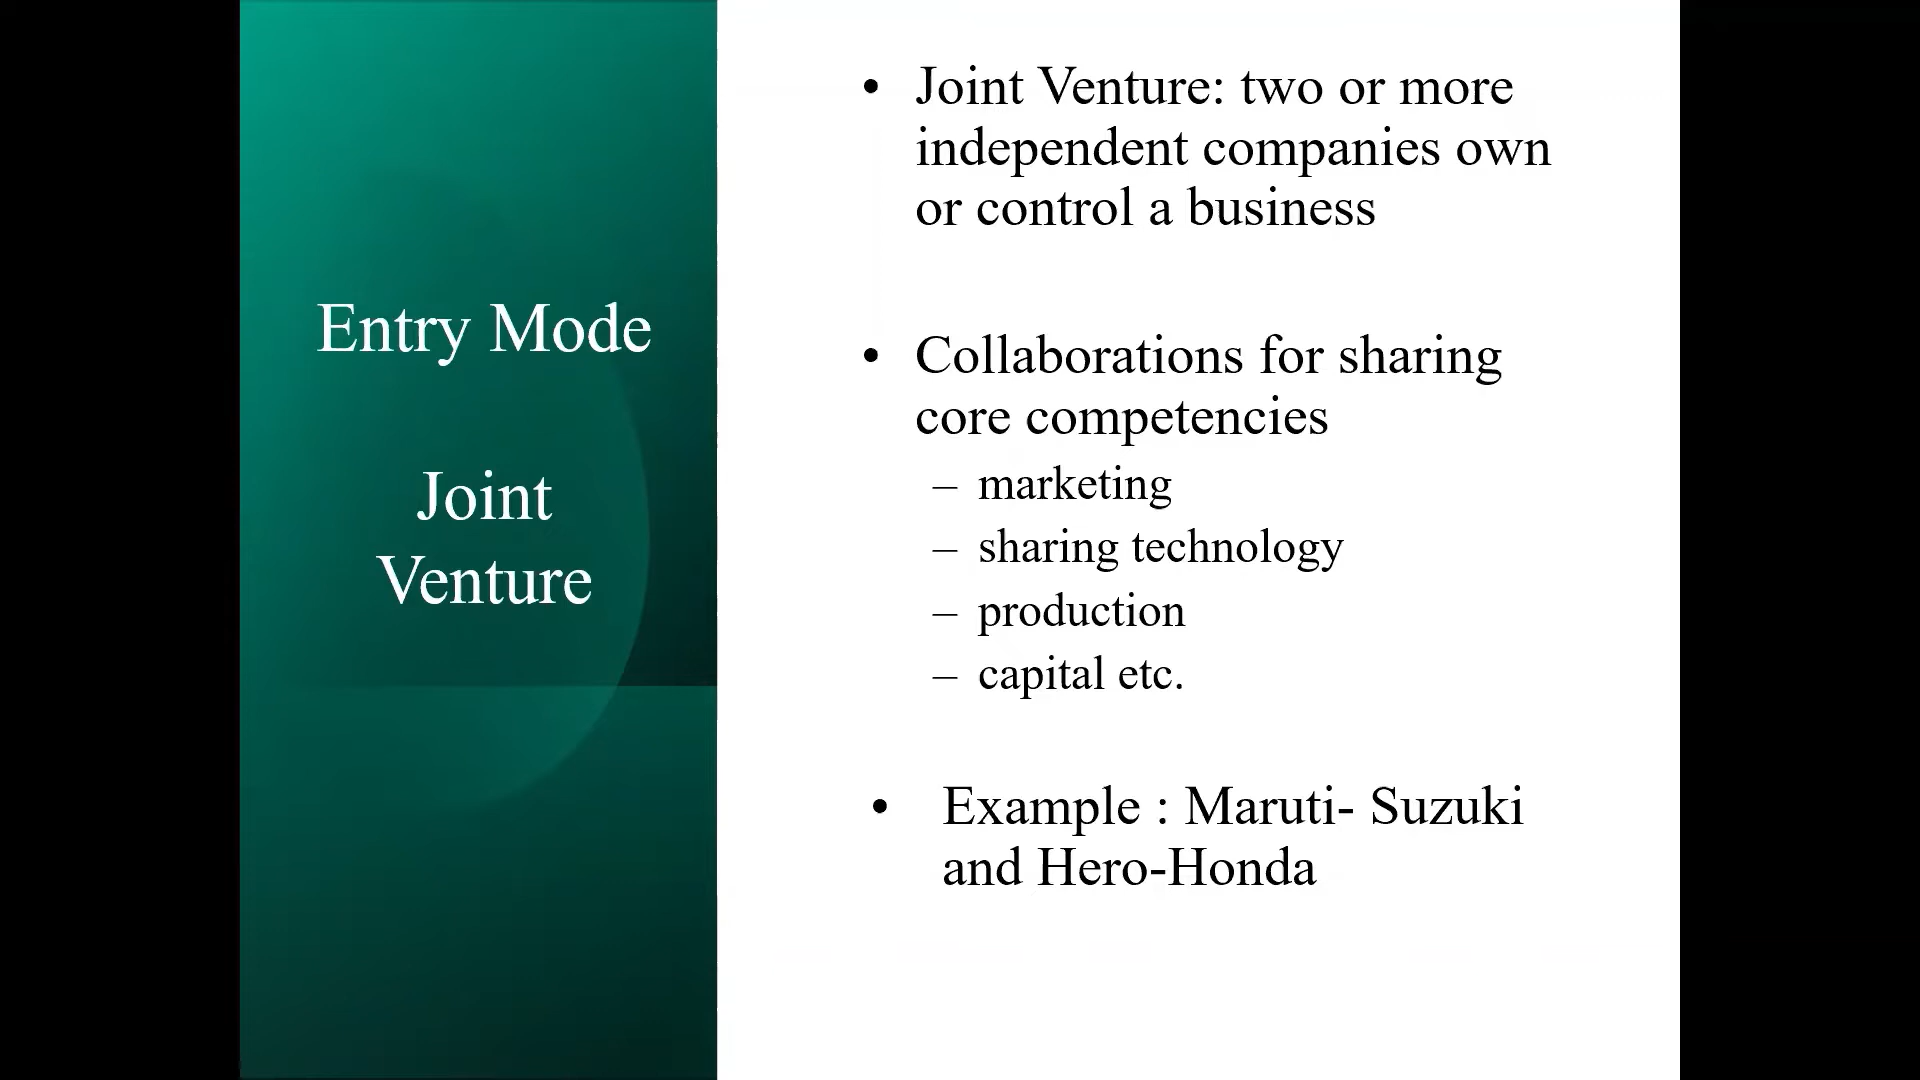 Entry Mode
Joint
Venture
• Joint Venture: two or more
independent companies own
or control a business
• Collaborations for sharing
core competencies
– marketing
– sharing technology
– production
– capital etc.
• Example : Maruti- Suzuki
and Hero-Honda